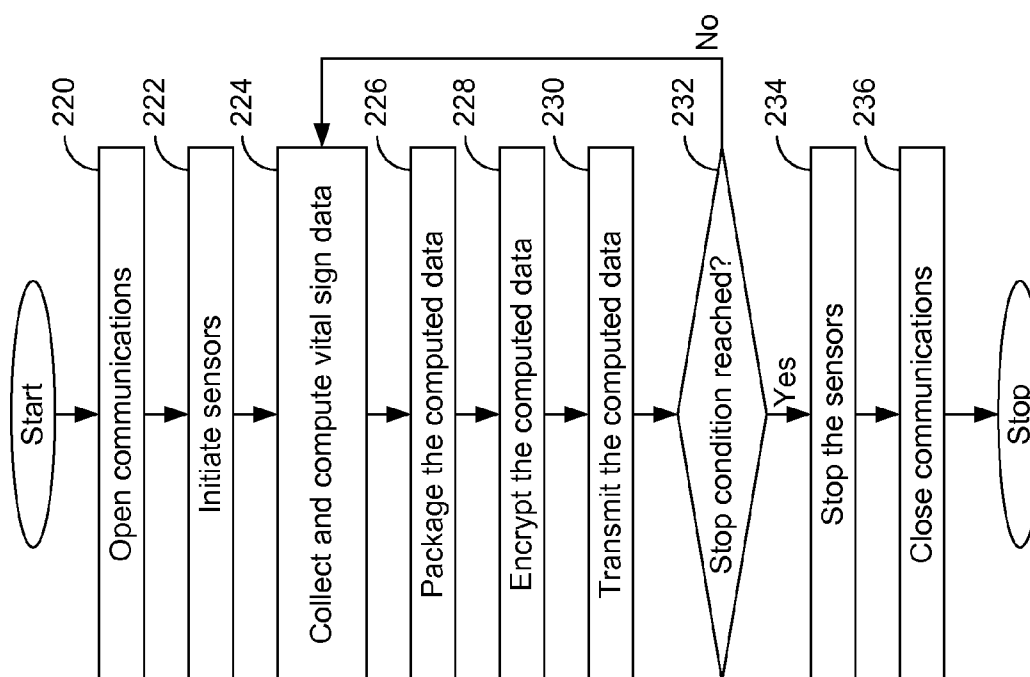 Start
220
Open communications
222
Initiate sensors
224
Collect and compute vital sign data
226
Package the computed data
228
Encrypt the computed data
230
Transmit the computed data
232
Stop condition reached?
No
Yes
234
Stop the sensors
236
Close communications
Stop